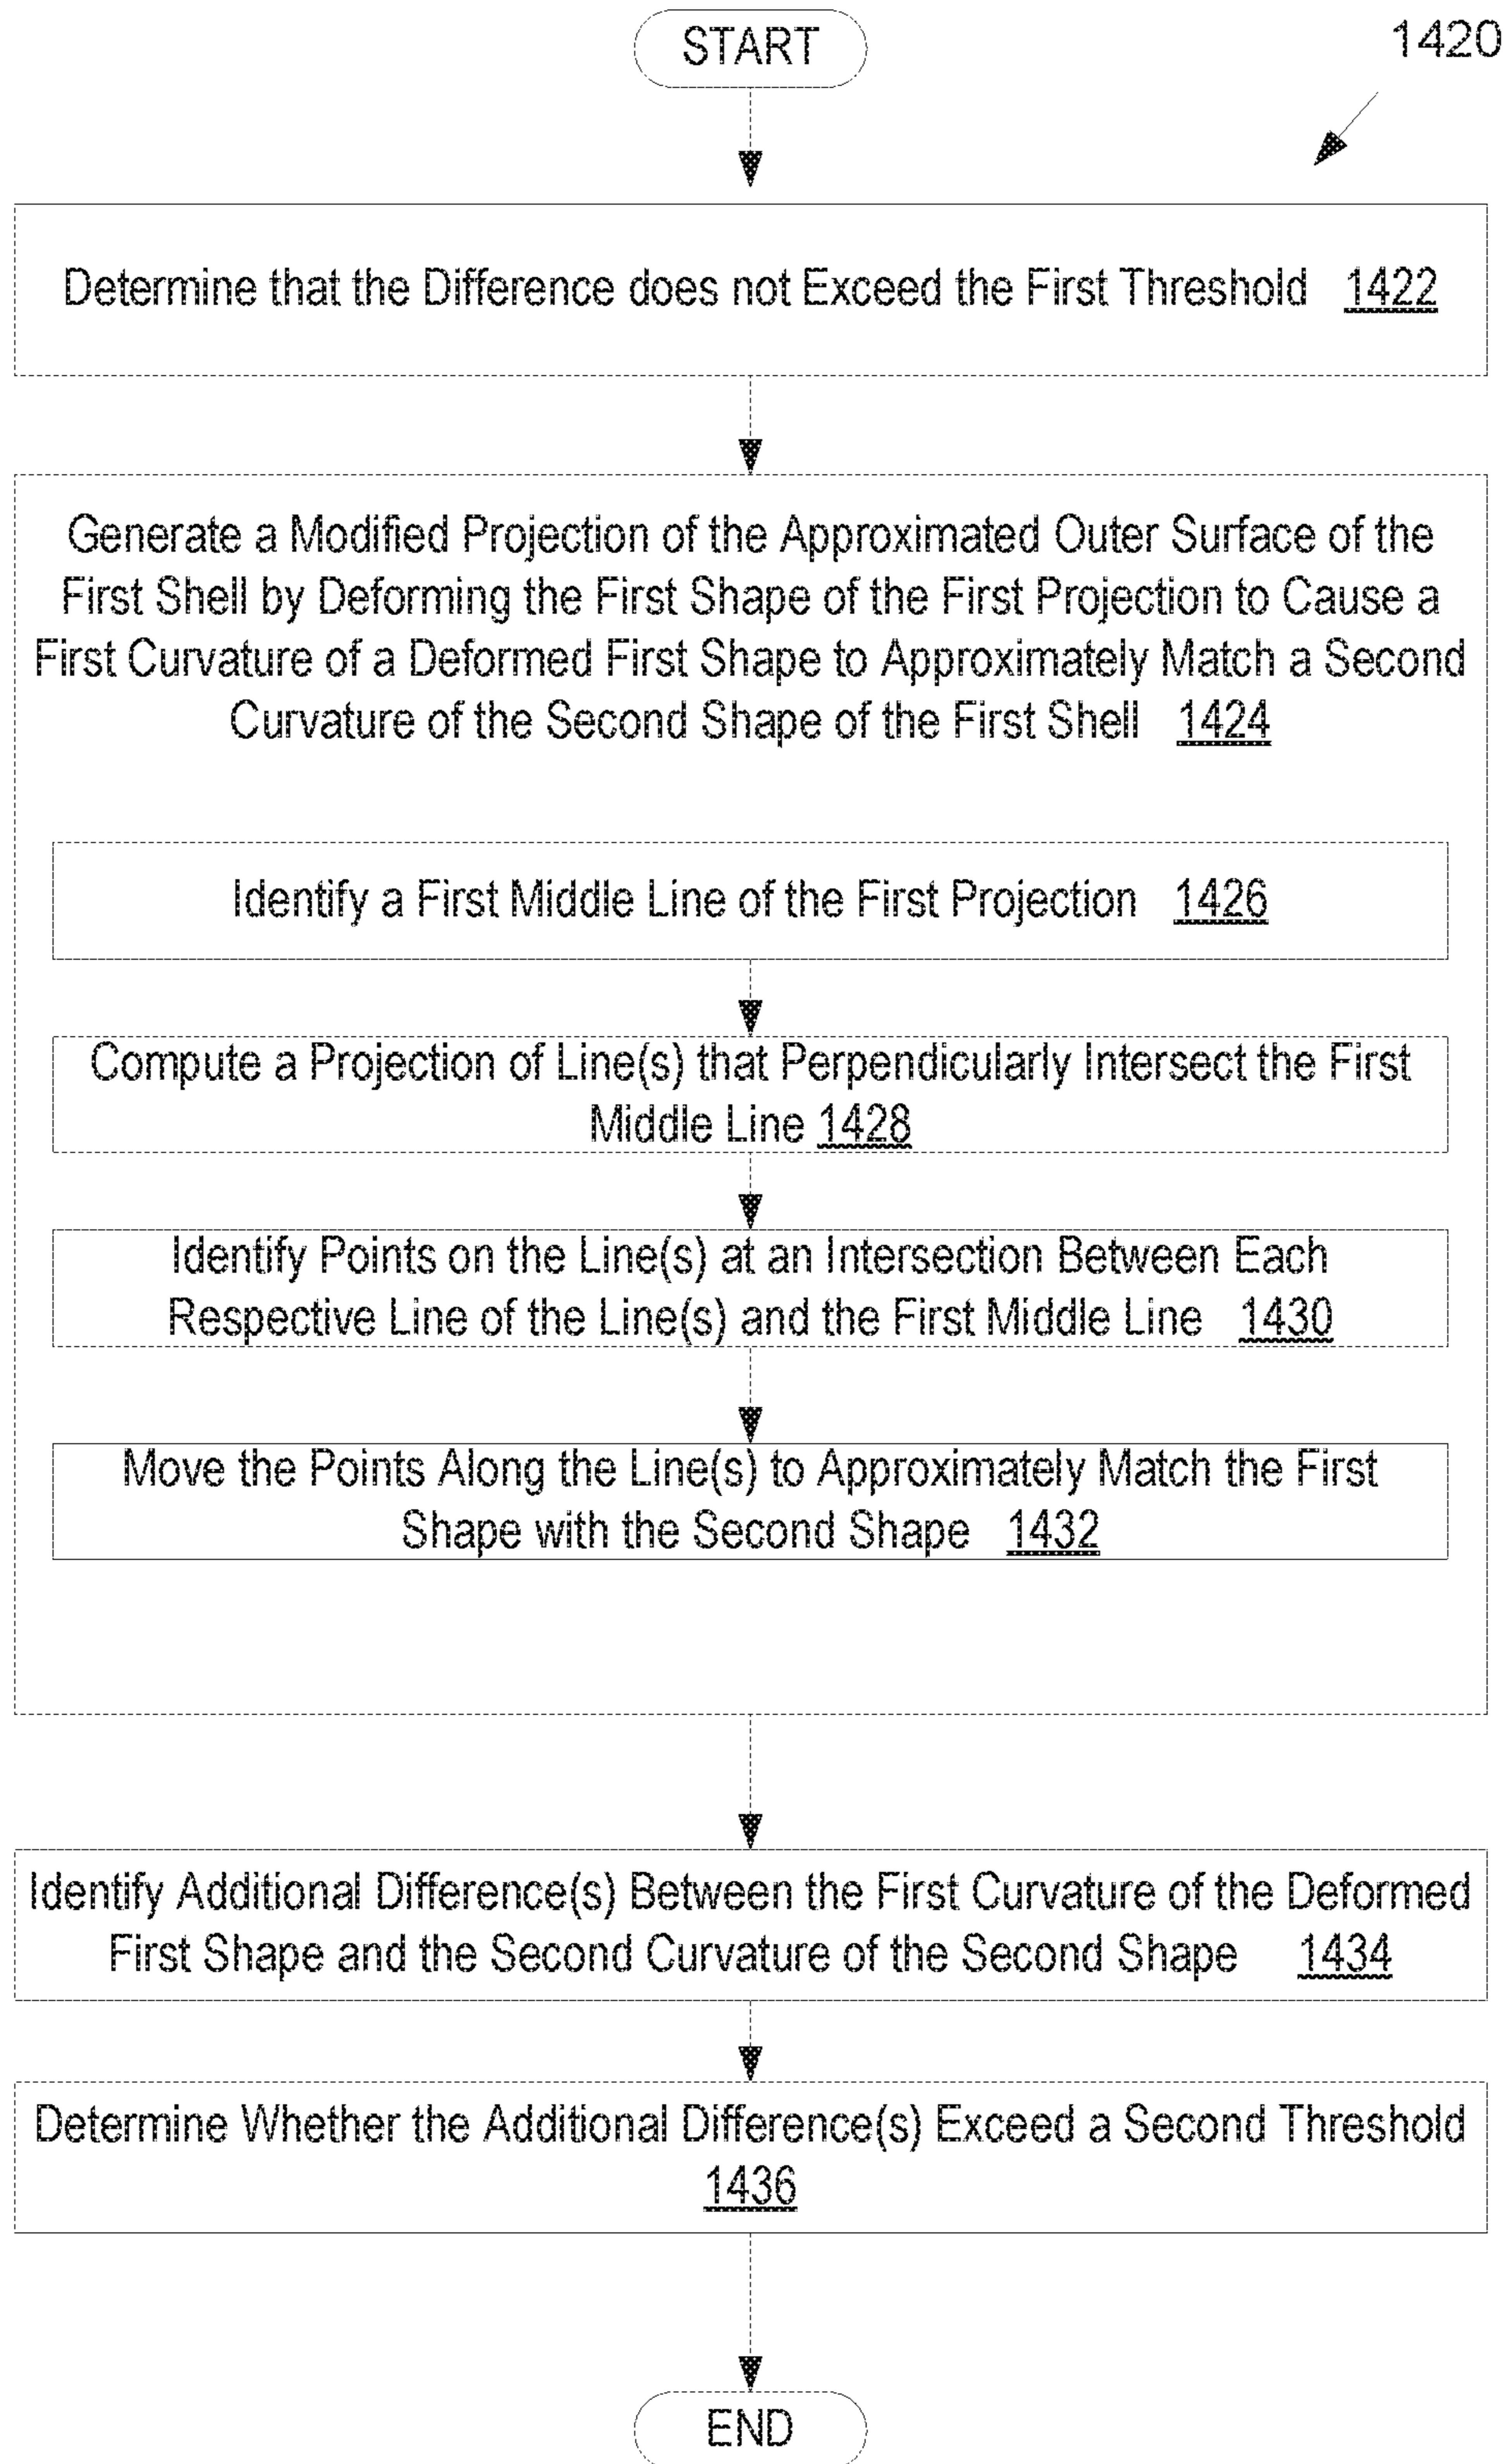 START
1420
Determine that the Difference does not Exceed the First Threshold 1422
Generate a Modified Projection of the Approximated Outer Surface of the
First Shell by Deforming the First Shape of the First Projection to Cause a
First Curvature of a Deformed First Shape to Approximately Match a Second
Curvature of the Second Shape of the First Shell 1424
Identify a First Middle Line of the First Projection 1426
Compute a Projection of Line(s) that Perpendicularly Intersect the First
Middle Line 1428
Identify Points on the Line(s) at an Intersection Between Each
Respective Line of the Line(s) and the First Middle Line 1430
Move the Points Along the Line(s) to Approximately Match the First
Shape with the Second Shape 1432
Identify Additional Difference(s) Between the First Curvature of the Deformed
First Shape and the Second Curvature of the Second Shape 1434
Determine Whether the Additional Difference(s) Exceed a Second Threshold
1436
END